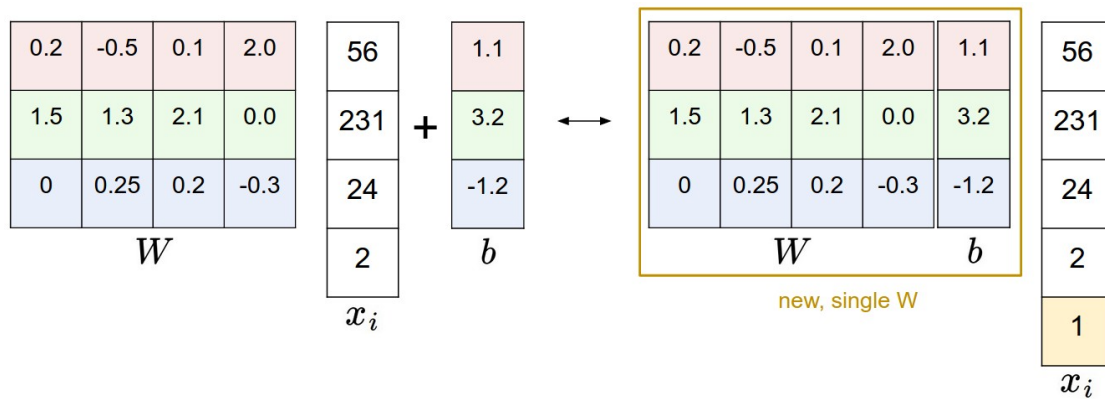 0.2 -0.5 0.1 2.0 56 1.1 0.2 -0.5 0.1 2.0 1.1 56
1.5 1.3 2.1 0.0 231 + 3.2 ↔ 1.5 1.3 2.1 0.0 3.2 231
0 0.25 0.2 -0.3 24 -1.2 0 0.25 0.2 -0.3 -1.2 24
W 2 b W b 2
new, single W
x_i 1
x_i